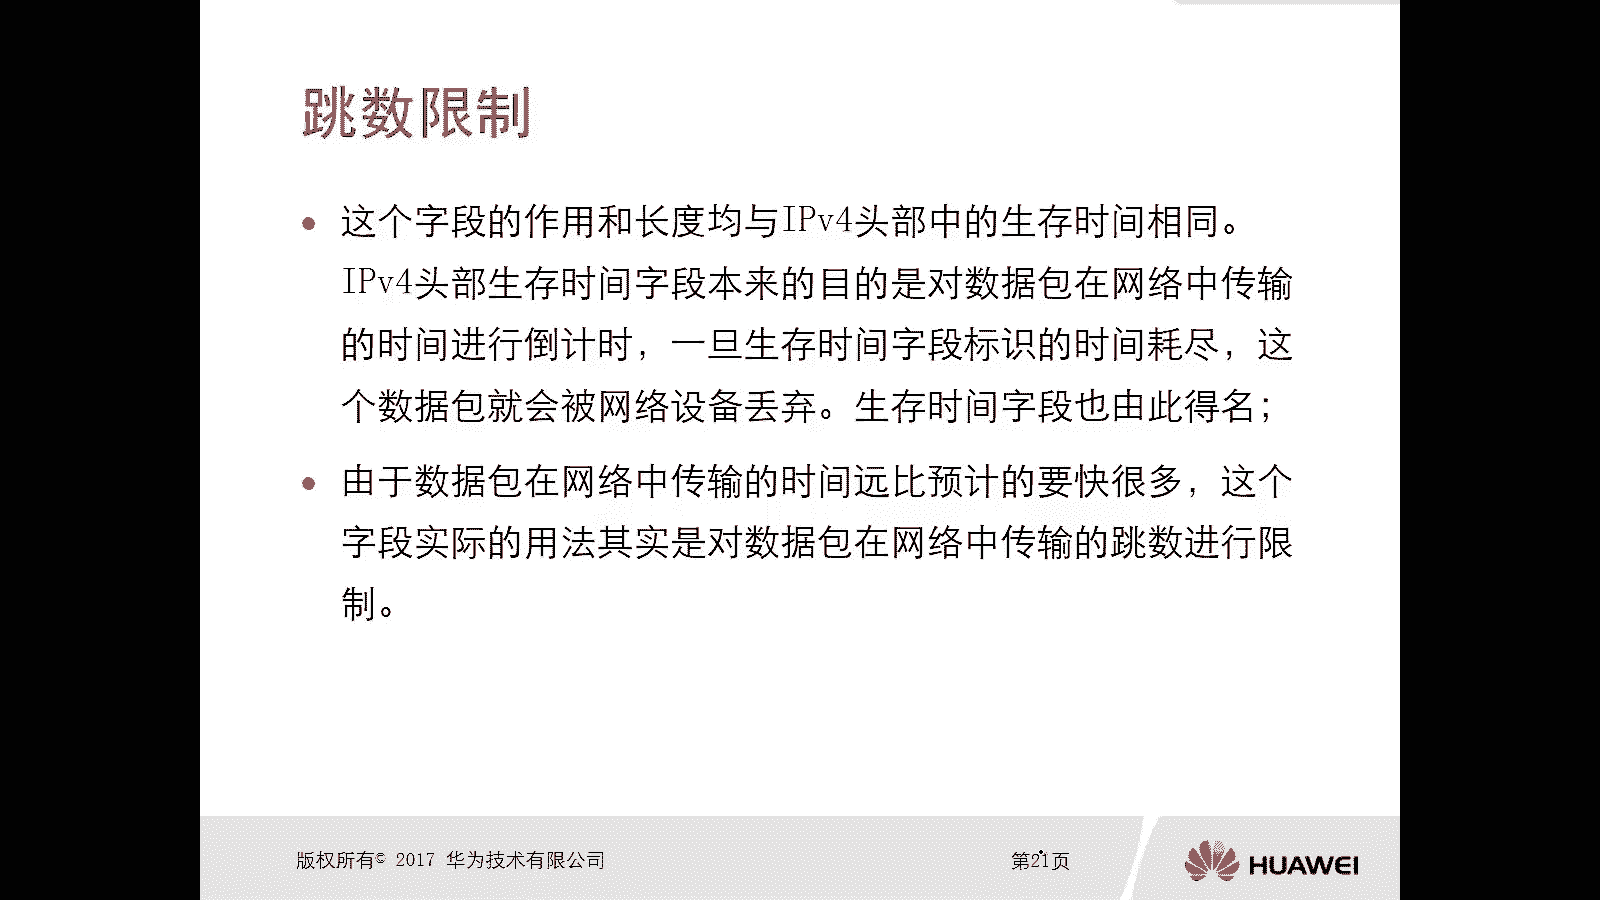 跳数限制
这个字段的作用和长度均与IPv4头部中的生存时间相同。
IPv4头部生存时间字段本来的目的是对数据包在网络中传输
的时间进行倒计时，一旦生存时间字段标识的时间耗尽，这
个数据包就会被网络设备丢弃。生存时间字段也由此得名；
由于数据包在网络中传输的时间远比预计的要快很多，这个
字段实际的用法其实是对数据包在网络中传输的跳数进行限
制。
版权所有© 2017 华为技术有限公司
第21页
HUAWEI